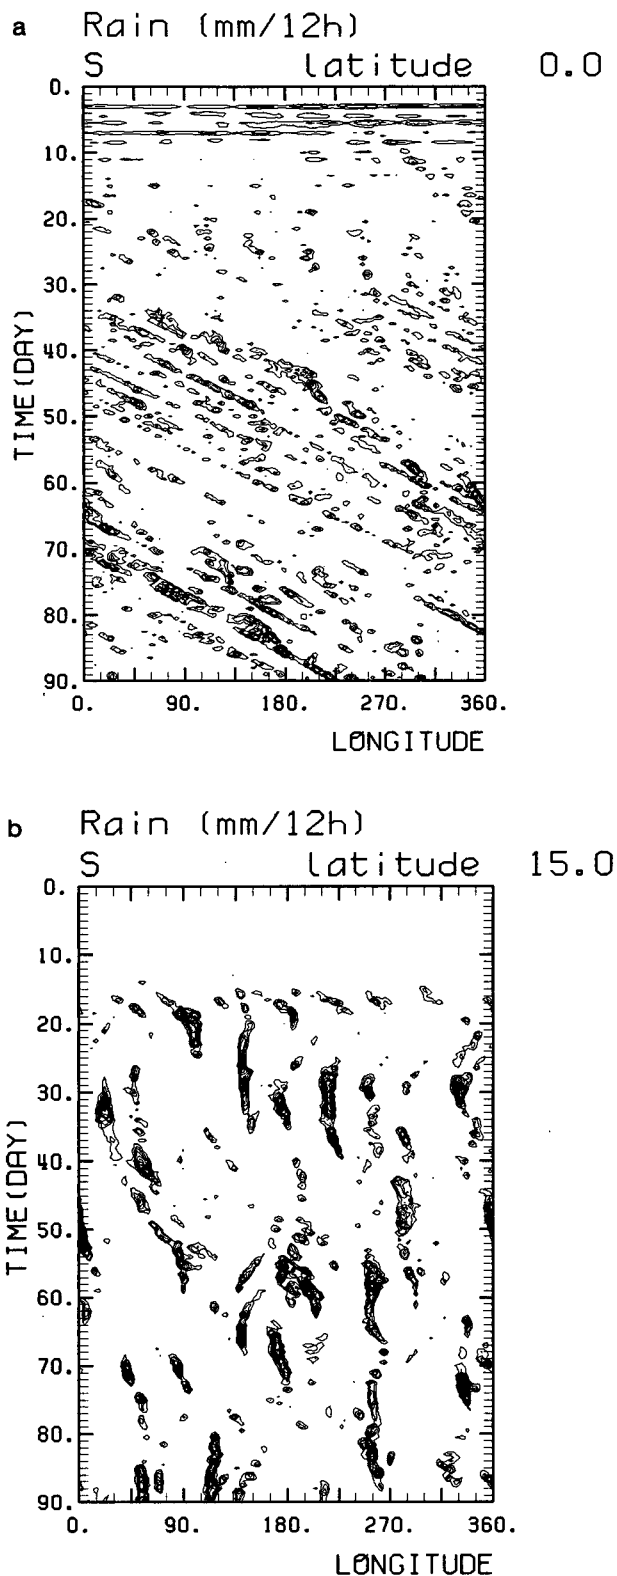 a Rain (mm/12h)
S latitude 0.0
0.
10.
20.
30.
40.
50.
60.
70.
80.
90.
TIME(DAY)
0. 90. 180. 270. 360.
LONGITUDE
b Rain (mm/12h)
S latitude 15.0
0.
10.
20.
30.
40.
50.
60.
70.
80.
90.
TIME(DAY)
0. 90. 180. 270. 360.
LONGITUDE